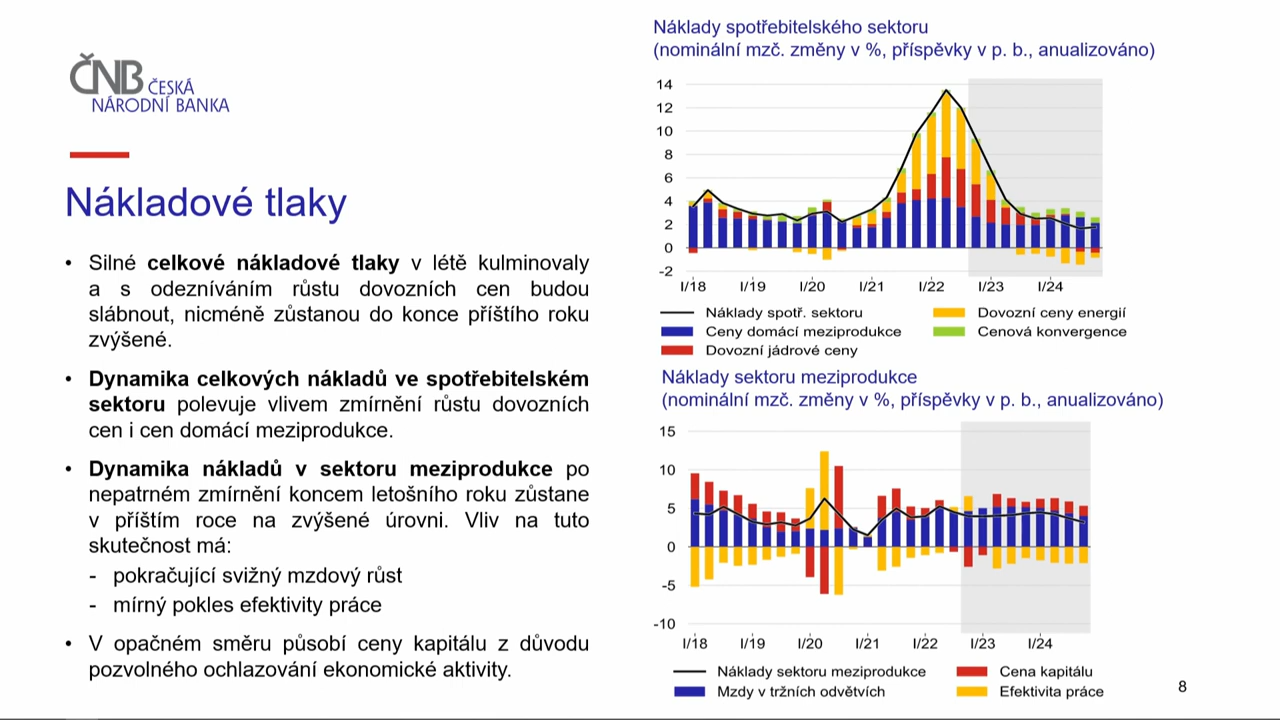 ČNB ČESKÁ
NÁRODNÍ BANKA
Nákladové tlaky
• Silné celkové nákladové tlaky v létě kulminovaly
a s odezníváním růstu dovozních cen budou
slábnout, nicméně zůstanou do konce příštího roku
zvýšené.
• Dynamika celkových nákladů ve spotřebitelském
sektoru polevuje vlivem zmírnění růstu dovozních
cen i cen domácí meziprodukce.
• Dynamika nákladů v sektoru meziprodukce po
nepatrném zmírnění koncem letošního roku zůstane
v příštím roce na zvýšené úrovni. Vliv na tuto
skutečnost má:
- pokračující svižný mzdový růst
- mírný pokles efektivity práce
• V opačném směru působí ceny kapitálu z důvodu
pozvolného ochlazování ekonomické aktivity.
Náklady spotřebitelského sektoru
(nominální mzč. změny v %, příspěvky v p. b., anualizováno)
14
12
10
8
6
4
2
0
-2
I/18 I/19 I/20 I/21 I/22 I/23 I/24
Náklady spotř. sektoru
Dovozní ceny energií
Ceny domácí meziprodukce
Cenová konvergence
Dovozní jádrové ceny
Náklady sektoru meziprodukce
(nominální mzč. změny v %, příspěvky v p. b., anualizováno)
15
10
5
0
-5
-10
I/18 I/19 I/20 I/21 I/22 I/23 I/24
Náklady sektoru meziprodukce
Cena kapitálu
Mzdy v tržních odvětvích
Efektivita práce
8